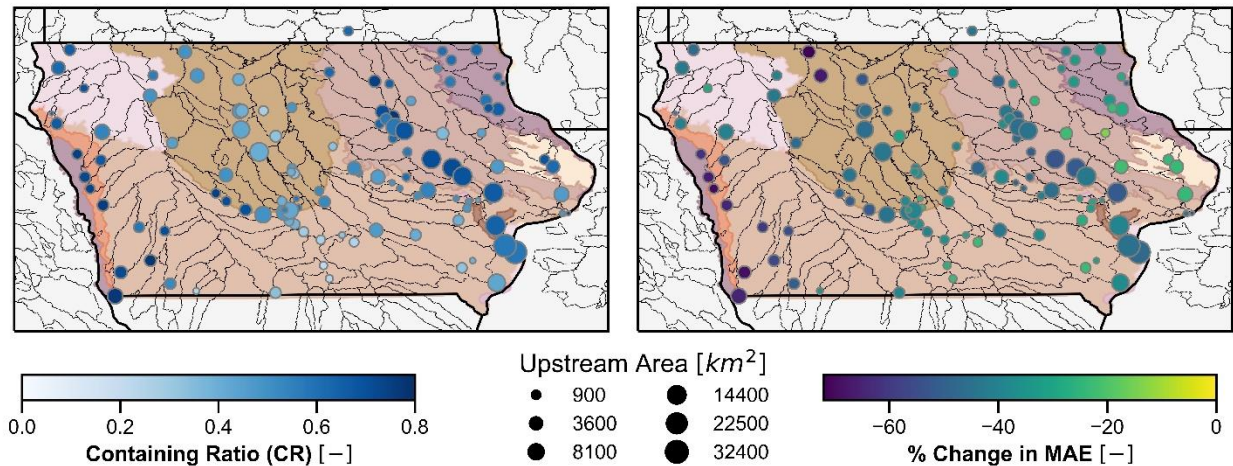 Upstream Area [km²]
900 14400
3600 22500
8100 32400
0.0 0.2 0.4 0.6 0.8
Containing Ratio (CR) [−]
−60 −40 −20 0
% Change in MAE [−]